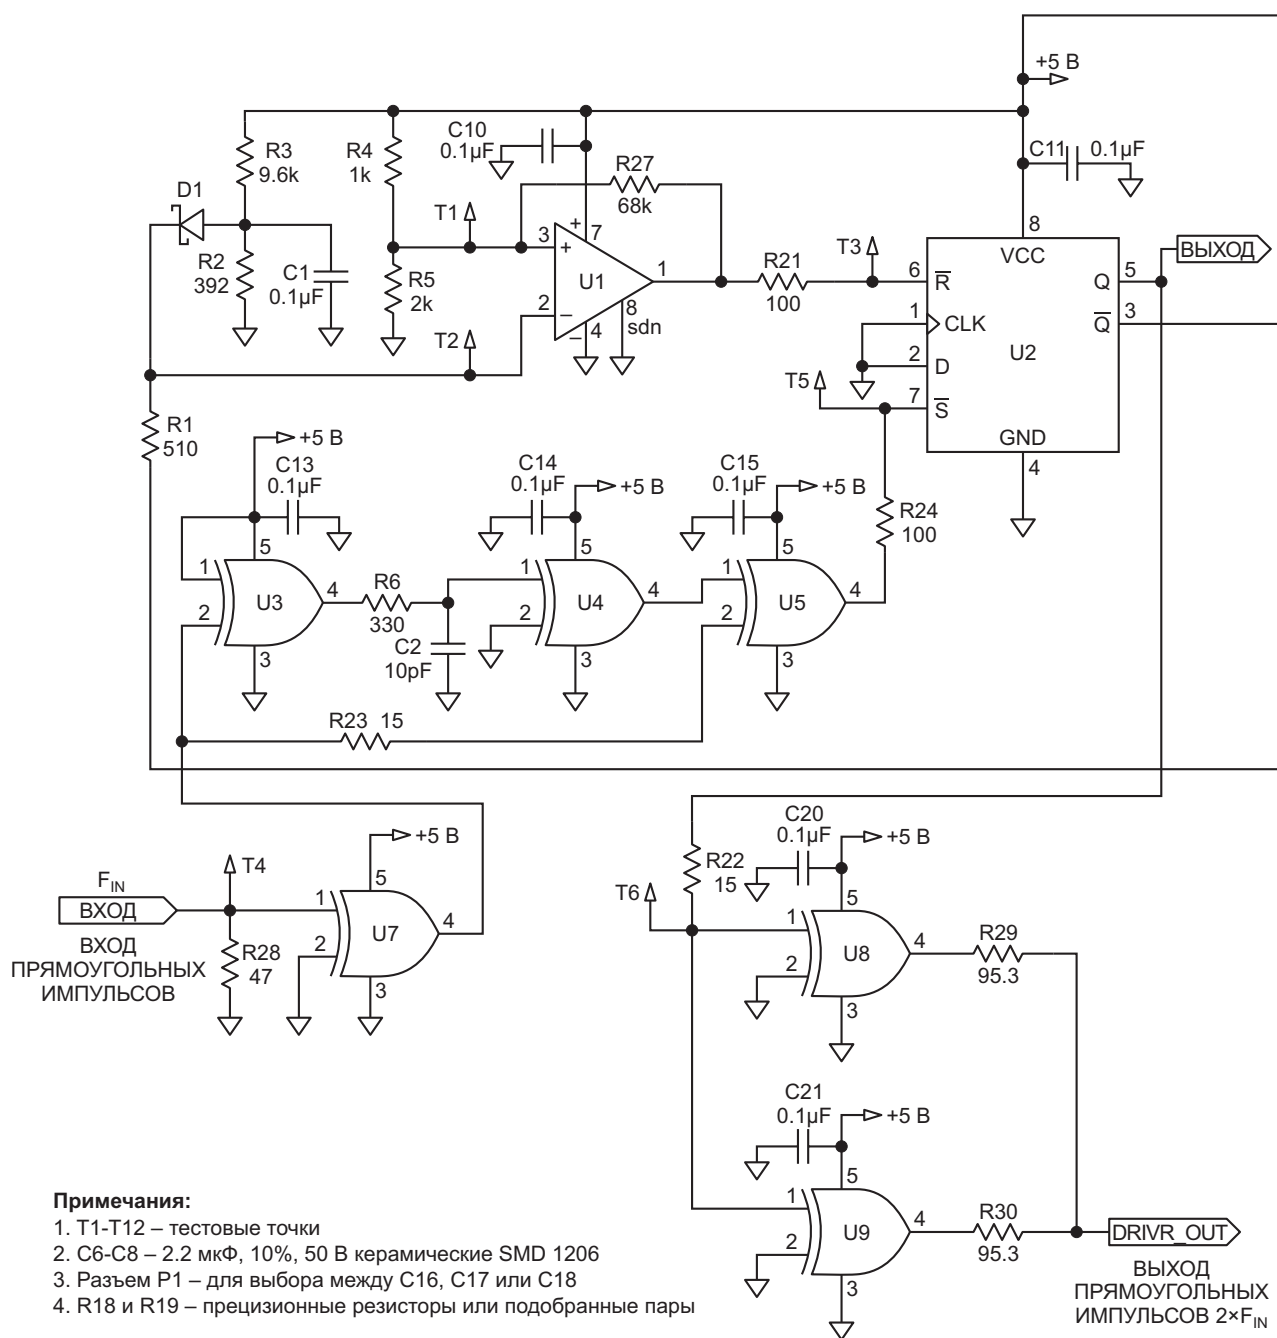 +5 В
R3
9.6k
R4
1k
C10
0.1µF
R27
68k
C11
0.1µF
D1
T1
R2
392
C1
0.1µF
R5
2k
3
+
+
7
U1
1
2
–
–
4
8
sdn
T2
R21
100
T3
8
VCC
6
R̅
1
CLK
2
D
7
S̅
U2
GND
4
Q
5
Q̅
3
ВЫХОД
T5
R1
510
+5 В
C13
0.1µF
C14
0.1µF
+5 В
C15
0.1µF
+5 В
R24
100
5
1
2
U3
4
3
R6
330
C2
10pF
5
1
2
U4
4
3
5
1
2
U5
4
3
R23 15
+5 В
T4
F_IN
ВХОД
ВХОД
ПРЯМОУГОЛЬНЫХ
ИМПУЛЬСОВ
R28
47
5
1
2
U7
4
3
C20
0.1µF
+5 В
R22
15
T6
5
1
2
U8
4
3
R29
95.3
C21
0.1µF
+5 В
5
1
2
U9
4
3
R30
95.3
DRIVR_OUT
ВЫХОД
ПРЯМОУГОЛЬНЫХ
ИМПУЛЬСОВ 2×F_IN
Примечания:
1. T1-T12 – тестовые точки
2. C6-C8 – 2.2 мкФ, 10%, 50 В керамические SMD 1206
3. Разъем P1 – для выбора между C16, C17 или C18
4. R18 и R19 – прецизионные резисторы или подобранные пары